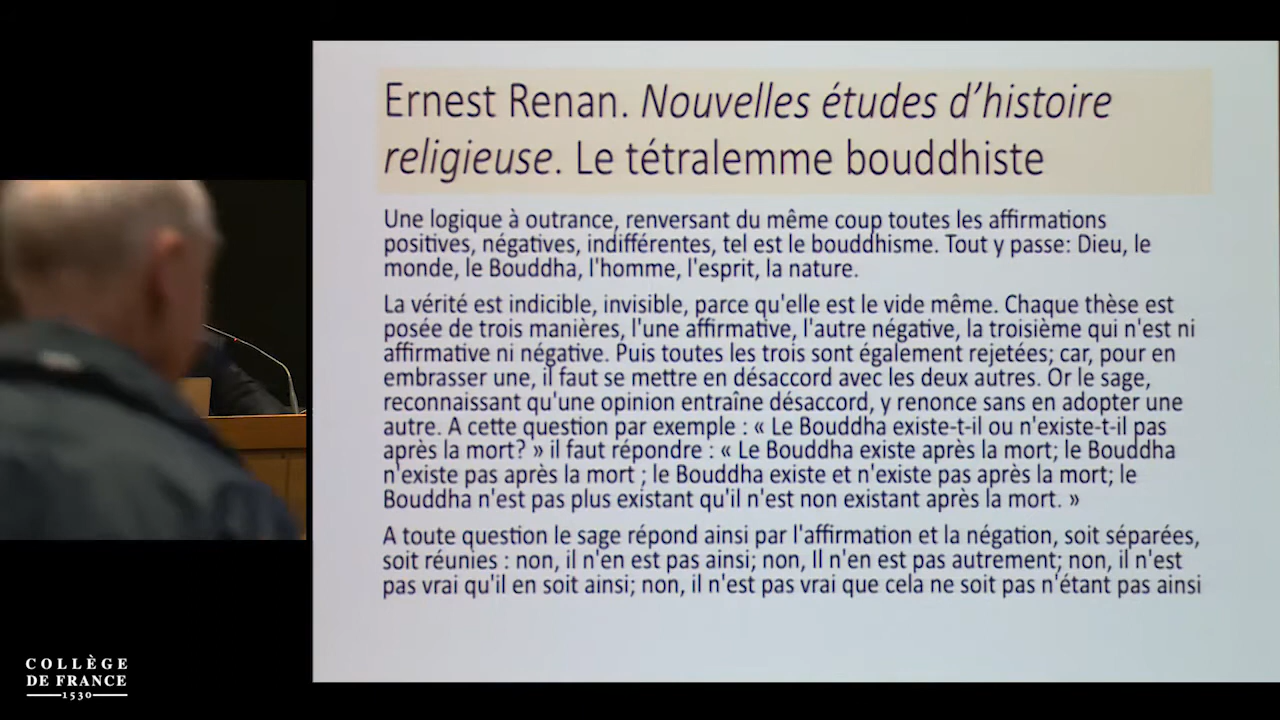 Ernest Renan. Nouvelles études d'histoire
religieuse. Le tétralemme bouddhiste
Une logique à outrance, renversant du même coup toutes les affirmations
positives, négatives, indifférentes, tel est le bouddhisme. Tout y passe: Dieu, le
monde, le Bouddha, l'homme, l'esprit, la nature.
La vérité est indicible, invisible, parce qu'elle est le vide même. Chaque thèse est
posée de trois manières, l'une affirmative, l'autre négative, la troisième qui n'est ni
affirmative ni négative. Puis toutes les trois sont également rejetées; car, pour en
embrasser une, il faut se mettre en désaccord avec les deux autres. Or le sage,
reconnaissant qu'une opinion entraîne désaccord, y renonce sans en adopter une
autre. A cette question par exemple : « Le Bouddha existe-t-il ou n'existe-t-il pas
après la mort? » il faut répondre : « Le Bouddha existe après la mort; le Bouddha
n'existe pas après la mort ; le Bouddha existe et n'existe pas après la mort; le
Bouddha n'est pas plus existant qu'il n'est non existant après la mort. »
A toute question le sage répond ainsi par l'affirmation et la négation, soit séparées,
soit réunies : non, il n'en est pas ainsi; non, Il n'en est pas autrement; non, il n'est
pas vrai qu'il en soit ainsi; non, il n'est pas vrai que cela ne soit pas n'étant pas ainsi
COLLÈGE
DE FRANCE
1530